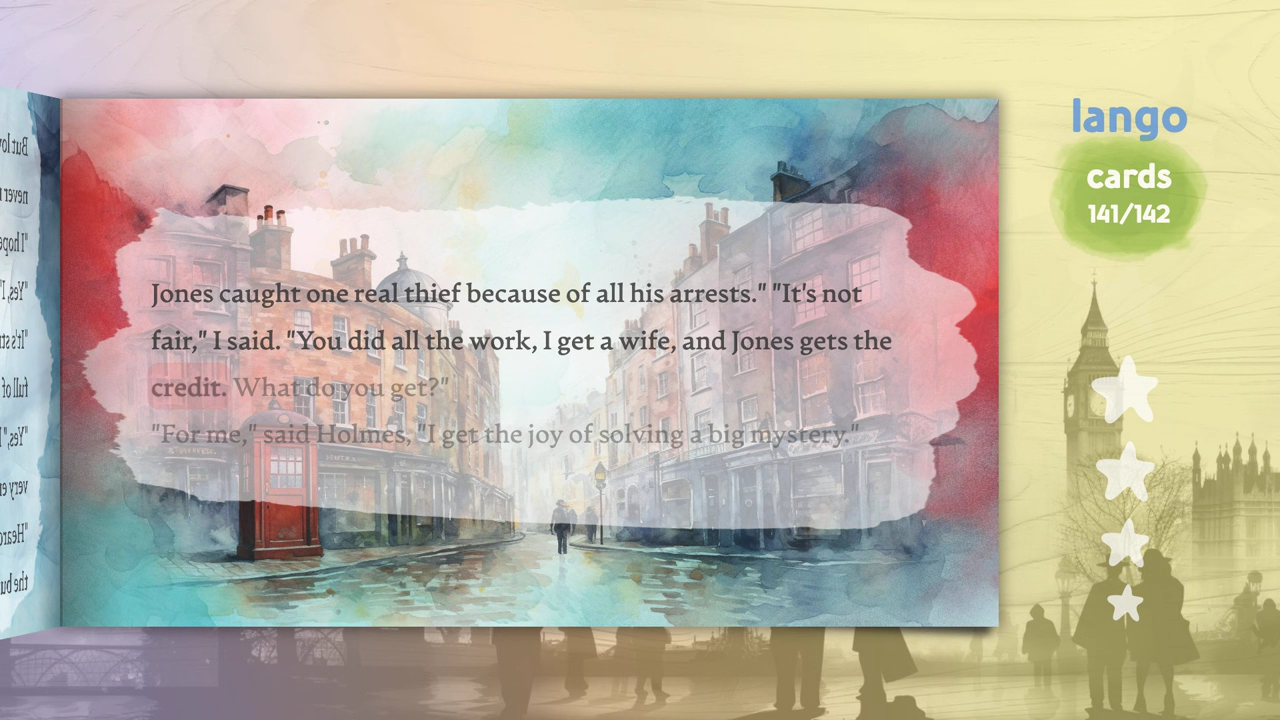 Jones caught one real thief because of all his arrests." "It's not
fair," I said. "You did all the work, I get a wife, and Jones gets the
credit. What do you get?"
"For me," said Holmes, "I get the joy of solving a big mystery."
lango
cards
141/142